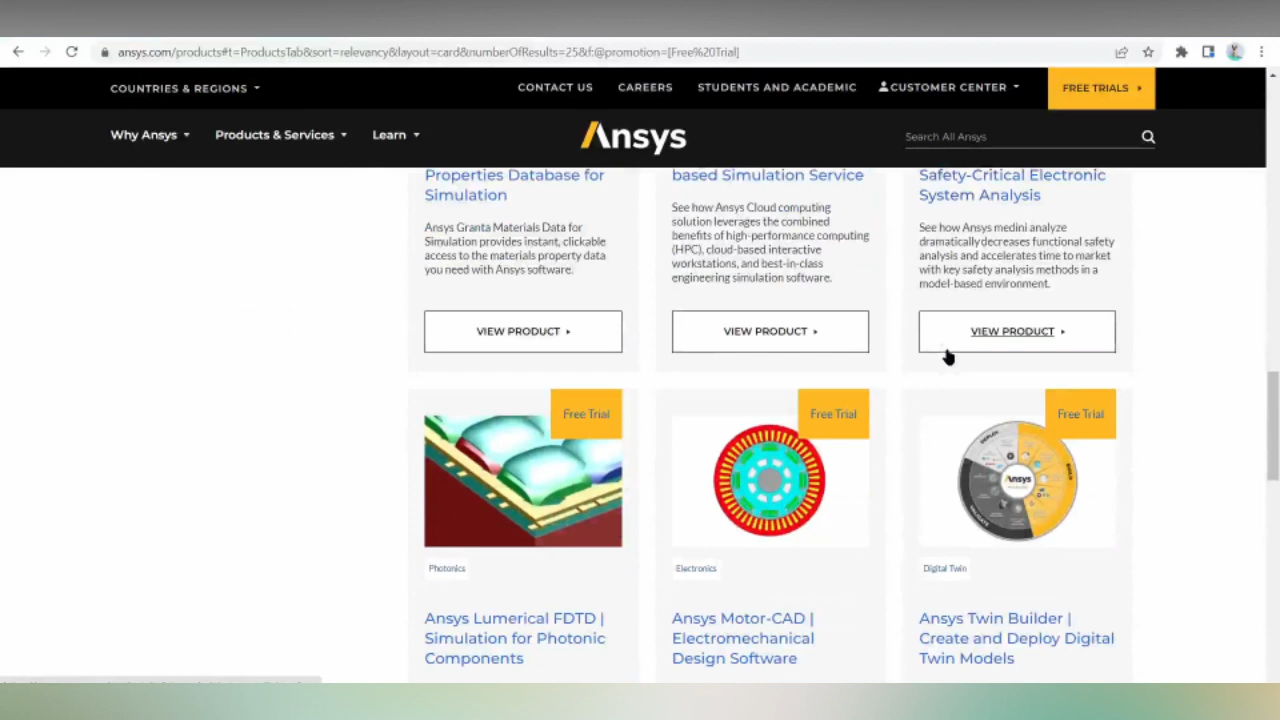 ansys.com/products#t=ProductsTab&sort=relevancy&layout=card&numberOfResults=25&f:@promotion=[Free%20Trial]
COUNTRIES & REGIONS
CONTACT US
CAREERS
STUDENTS AND ACADEMIC
CUSTOMER CENTER
FREE TRIALS
Why Ansys
Products & Services
Learn
Ansys
Search All Ansys
Properties Database for
Simulation
Ansys Granta Materials Data for
Simulation provides instant, clickable
access to the materials property data
you need with Ansys software.
VIEW PRODUCT
based Simulation Service
See how Ansys Cloud computing
solution leverages the combined
benefits of high-performance computing
(HPC), cloud-based interactive
workstations, and best-in-class
engineering simulation software.
VIEW PRODUCT
Safety-Critical Electronic
System Analysis
See how Ansys medini analyze
dramatically decreases functional safety
analysis and accelerates time to market
with key safety analysis methods in a
model-based environment.
VIEW PRODUCT
Free Trial
Photonics
Ansys Lumerical FDTD |
Simulation for Photonic
Components
Free Trial
Electronics
Ansys Motor-CAD |
Electromechanical
Design Software
Free Trial
DEPLOY
BUILD
VALIDATE
Ansys
Digital Twin
Ansys Twin Builder |
Create and Deploy Digital
Twin Models